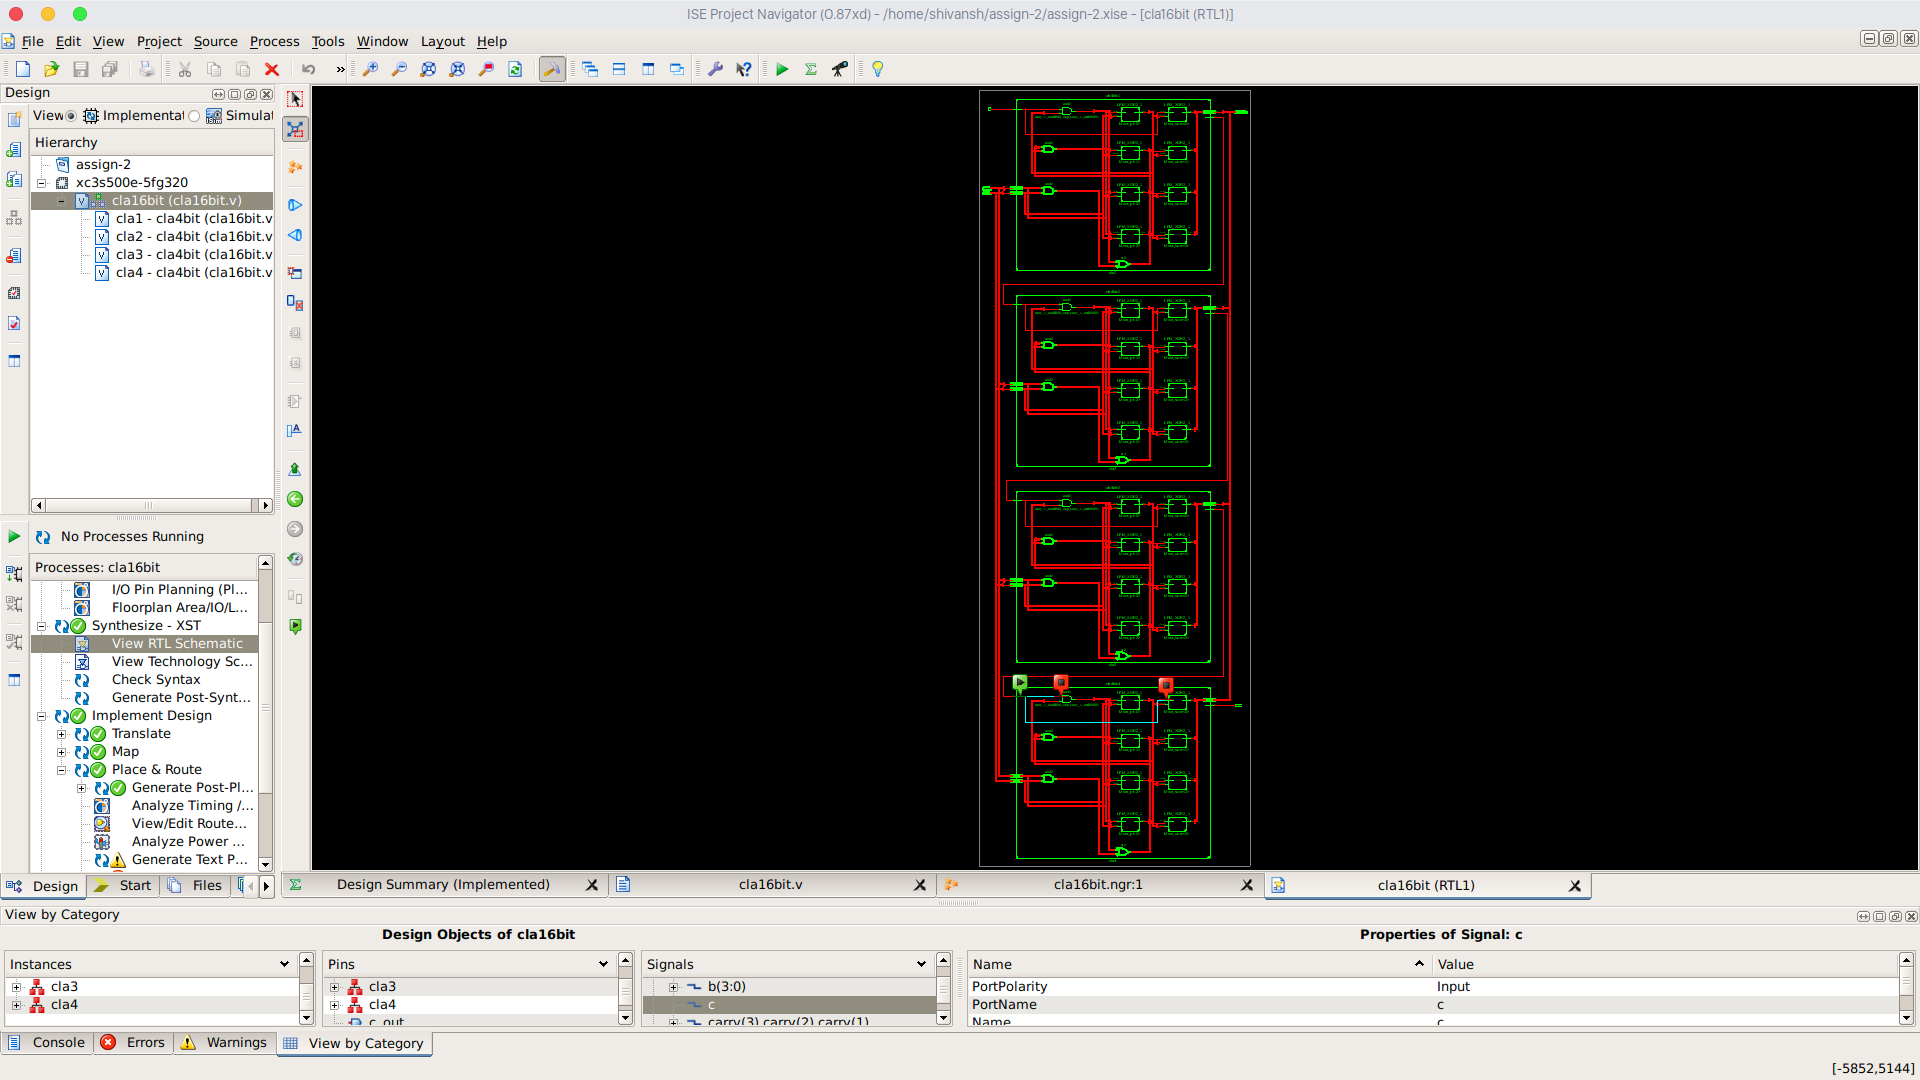 ISE Project Navigator (0.87xd) - /home/shivansh/assign-2/assign-2.xise - [cla16bit (RTL1)]
File Edit View Project Source Process Tools Window Layout Help
»
Design
View: Implementat Simulat
Hierarchy
assign-2
xc3s500e-5fg320
cla16bit (cla16bit.v)
cla1 - cla4bit (cla16bit.v
cla2 - cla4bit (cla16bit.v
cla3 - cla4bit (cla16bit.v
cla4 - cla4bit (cla16bit.v
No Processes Running
Processes: cla16bit
I/O Pin Planning (Pl...
Floorplan Area/IO/L...
Synthesize - XST
View RTL Schematic
View Technology Sc...
Check Syntax
Generate Post-Synt...
Implement Design
Translate
Map
Place & Route
Generate Post-Pl...
Analyze Timing /...
View/Edit Route...
Analyze Power ...
Generate Text P...
Design Start Files
Design Summary (Implemented) cla16bit.v cla16bit.ngr:1 cla16bit (RTL1)
View by Category
Design Objects of cla16bit Properties of Signal: c
Instances Pins Signals Name Value
cla3 cla3 b(3:0) PortPolarity Input
cla4 cla4 c PortName c
c_out carry(3),carry(2),carry(1) Name c
Console Errors Warnings View by Category
[-5852,5144]